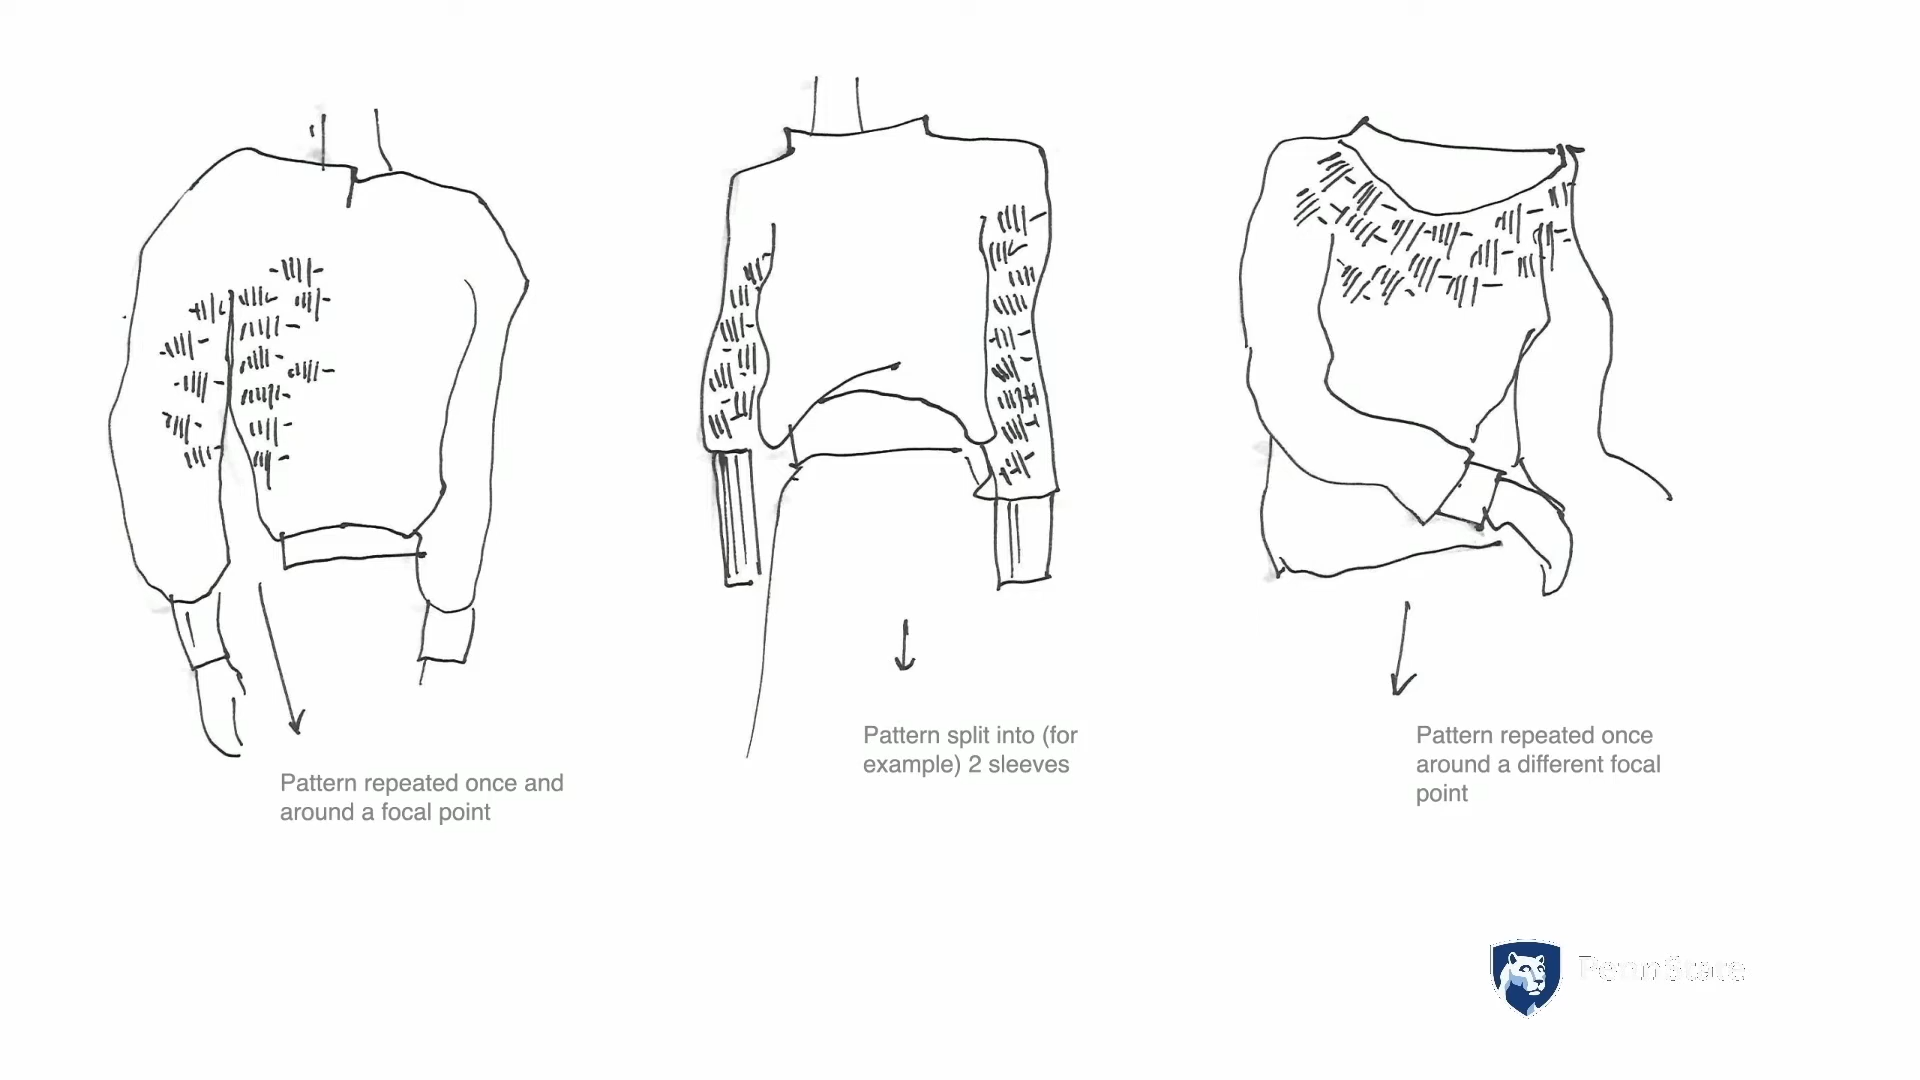 Pattern repeated once and
around a focal point
Pattern split into (for
example) 2 sleeves
Pattern repeated once
around a different focal
point
PennState